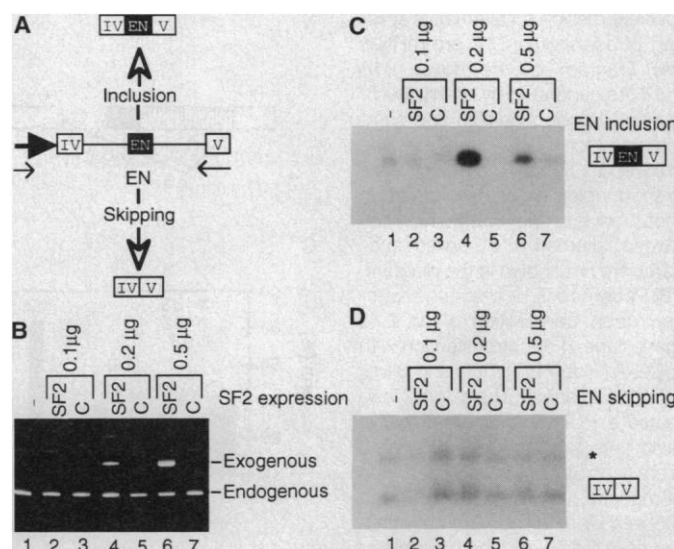 A
IV EN V
Inclusion
IV EN V
EN
Skipping
IV V
B
- SF2 C SF2 C SF2 C
0.1 µg 0.2 µg 0.5 µg
SF2 expression
-Exogenous
-Endogenous
1 2 3 4 5 6 7
C
- SF2 C SF2 C SF2 C
0.1 µg 0.2 µg 0.5 µg
EN inclusion
IV EN V
1 2 3 4 5 6 7
D
- SF2 C SF2 C SF2 C
0.1 µg 0.2 µg 0.5 µg
EN skipping
*
IV V
1 2 3 4 5 6 7